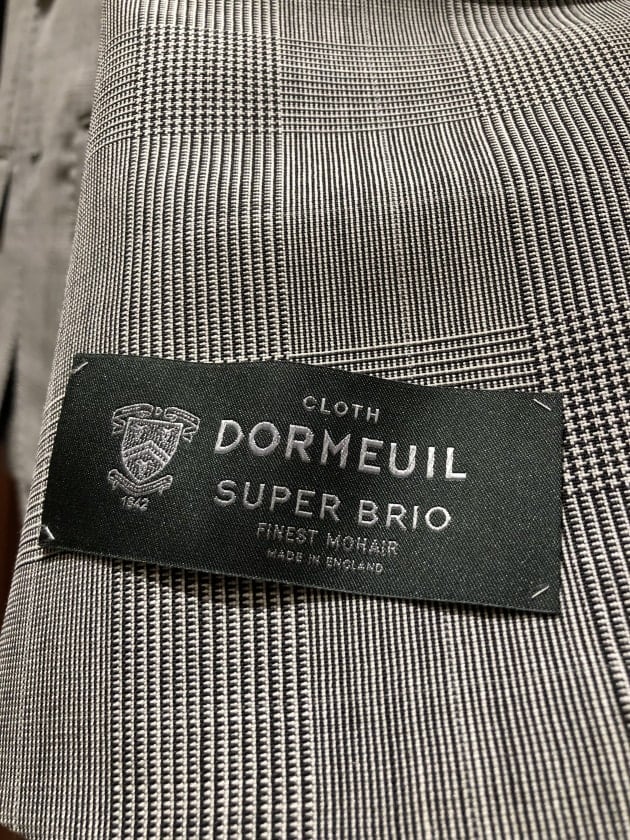 CLOTH
DORMEUIL
SUPER BRIO
FINEST MOHAIR
MADE IN ENGLAND
D
1842